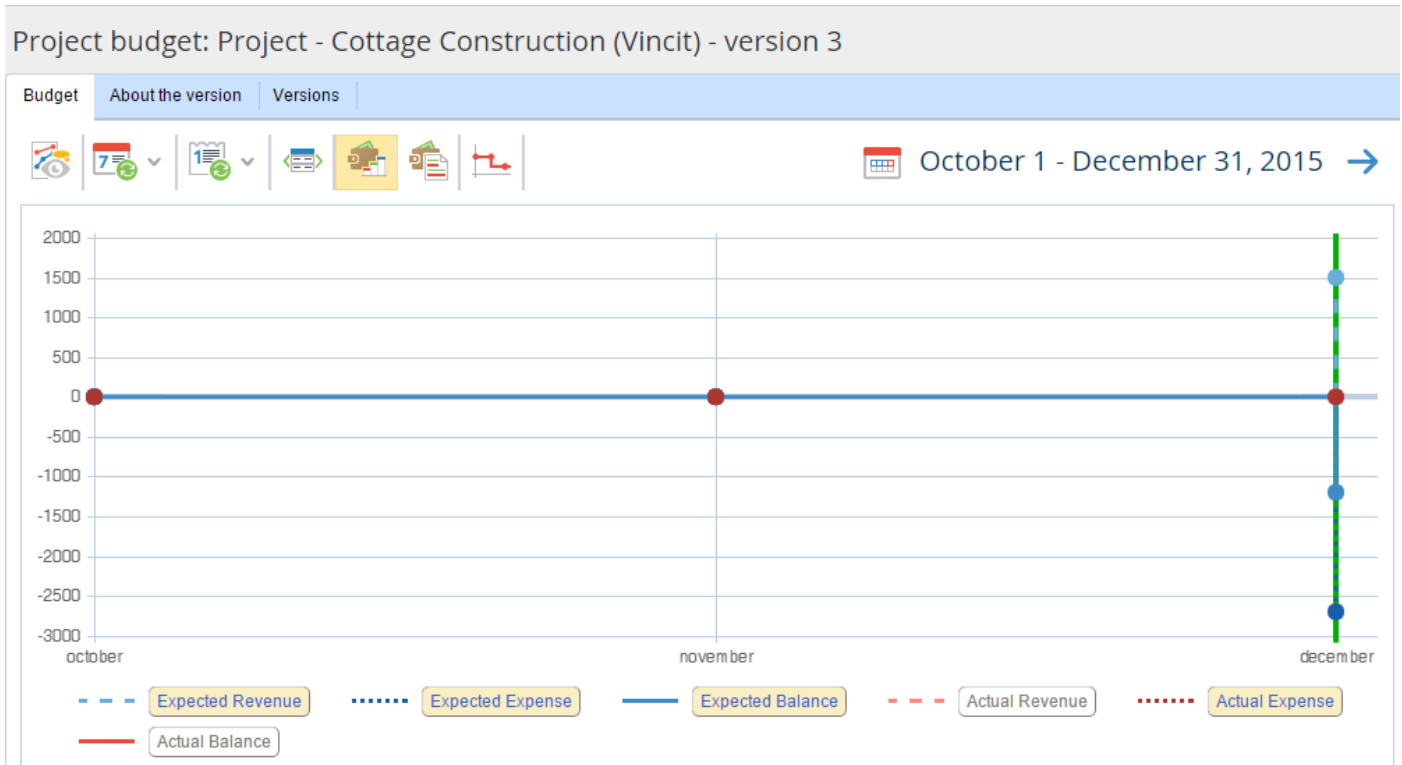 Project budget: Project - Cottage Construction (Vincit) - version 3
Budget About the version Versions
7 1 October 1 - December 31, 2015
2000
1500
1000
500
0
-500
-1000
-1500
-2000
-2500
-3000
october november december
Expected Revenue Expected Expense Expected Balance Actual Revenue Actual Expense
Actual Balance